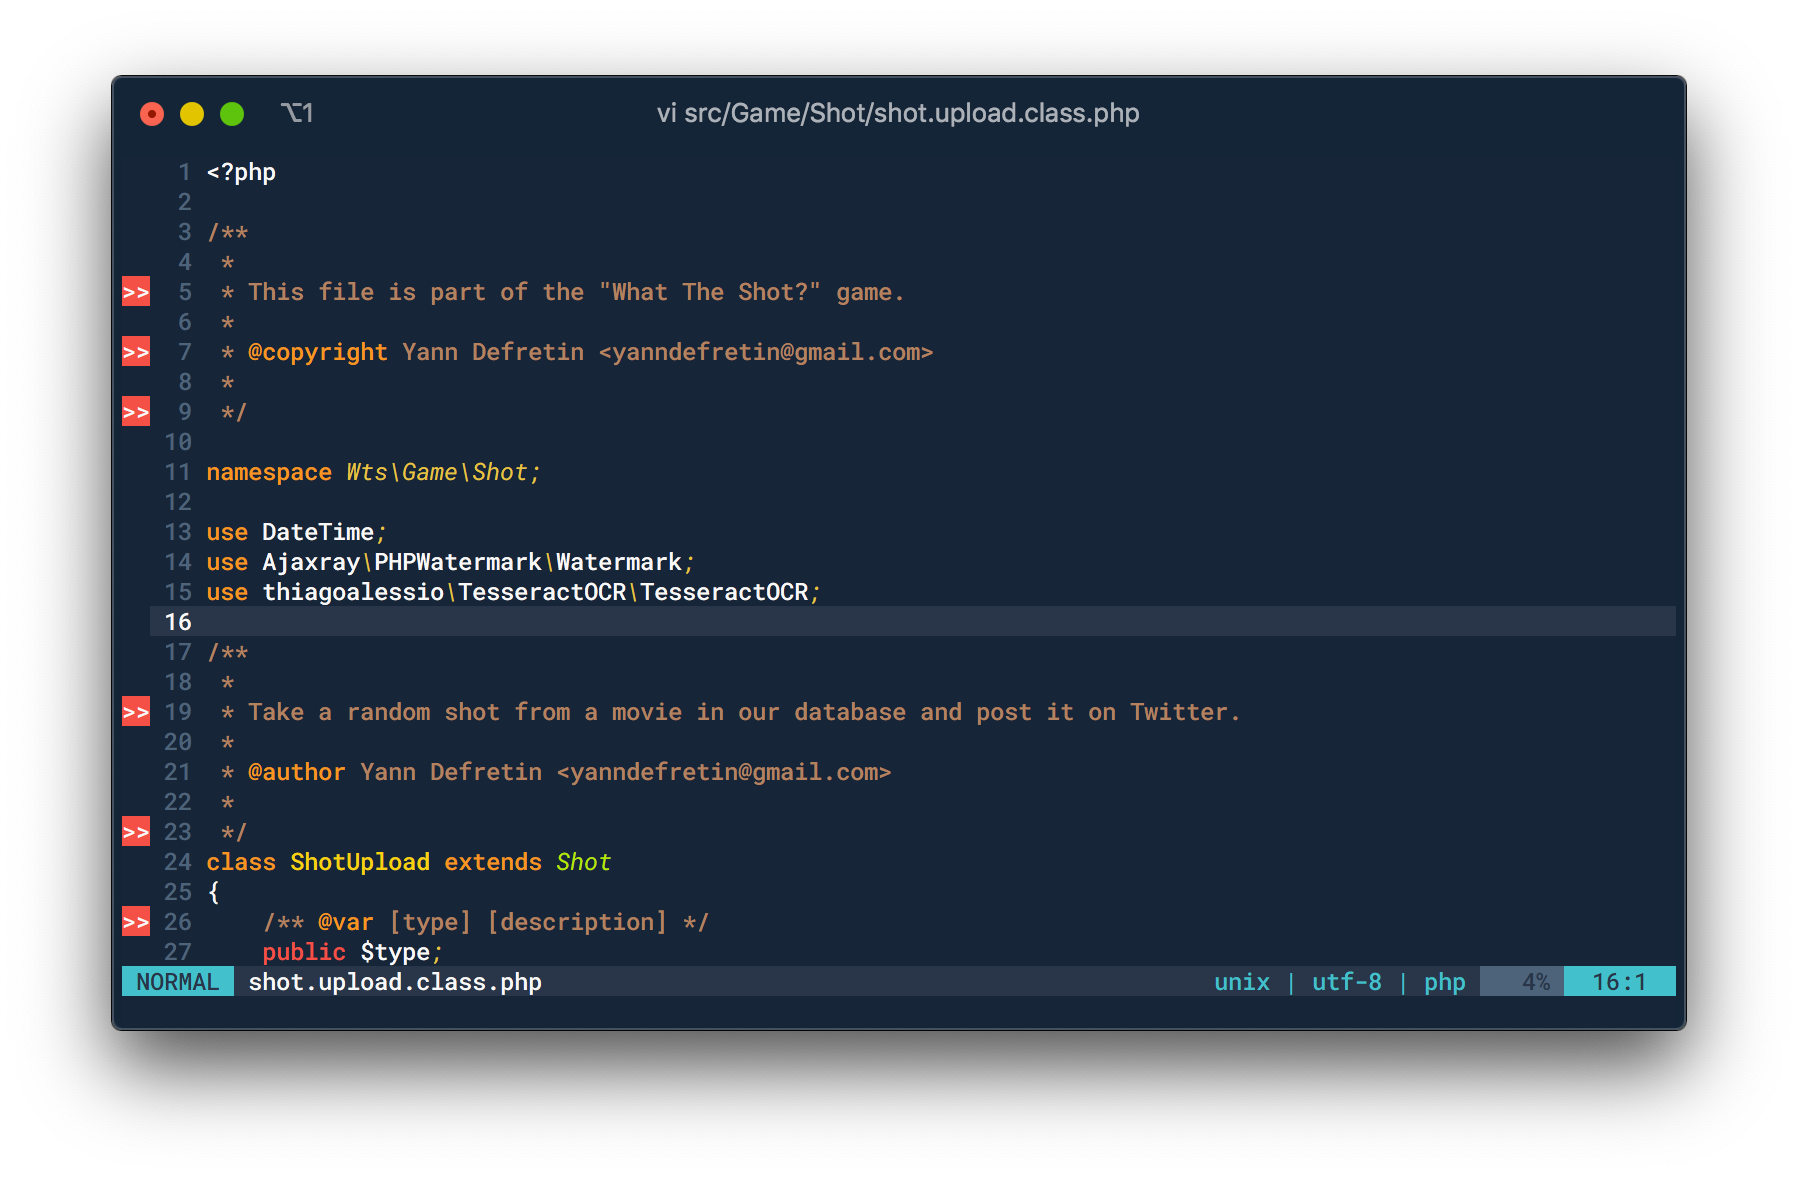 ⌥1 vi src/Game/Shot/shot.upload.class.php
1 <?php
2
3 /**
4  *
>> 5  * This file is part of the "What The Shot?" game.
6  *
>> 7  * @copyright Yann Defretin <yanndefretin@gmail.com>
8  *
>> 9  */
10
11 namespace Wts\Game\Shot;
12
13 use DateTime;
14 use Ajaxray\PHPWatermark\Watermark;
15 use thiagoalessio\TesseractOCR\TesseractOCR;
16
17 /**
18  *
>> 19  * Take a random shot from a movie in our database and post it on Twitter.
20  *
21  * @author Yann Defretin <yanndefretin@gmail.com>
22  *
>> 23  */
24 class ShotUpload extends Shot
25 {
>> 26     /** @var [type] [description] */
27     public $type;
NORMAL shot.upload.class.php unix | utf-8 | php 4% 16:1